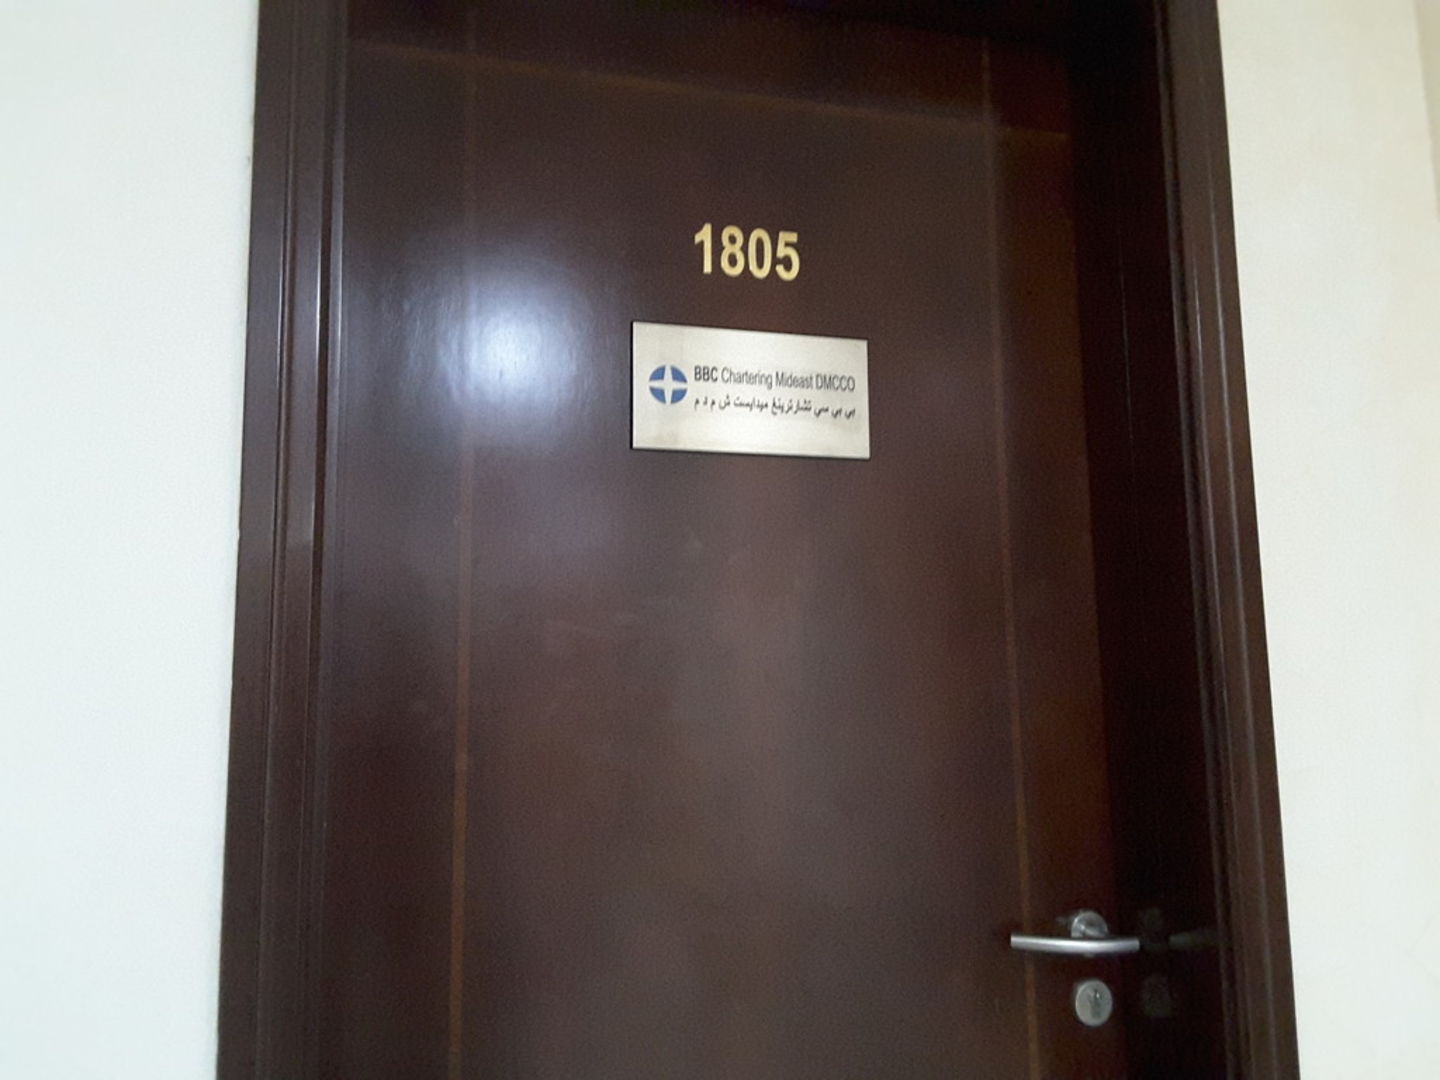 1805
BBC Chartering Mideast DMCCO
بي بي سي تشارترينغ ميدايست ش م د م